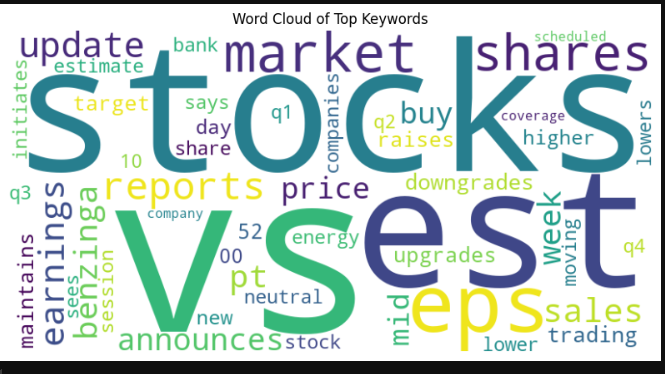 Word Cloud of Top Keywords
update
bank
market
shares
scheduled
estimate
initiates
stocks
target
says
q1
companies
q2
buy
coverage
lowers
day
raises
higher
share
10
q3
reports
price
downgrades
earnings
benzinga
company
vs
52
energy
est
week
moving
q4
maintains
sees
session
00
upgrades
pt
neutral
mid
eps
sales
new
announces
stock
lower
trading